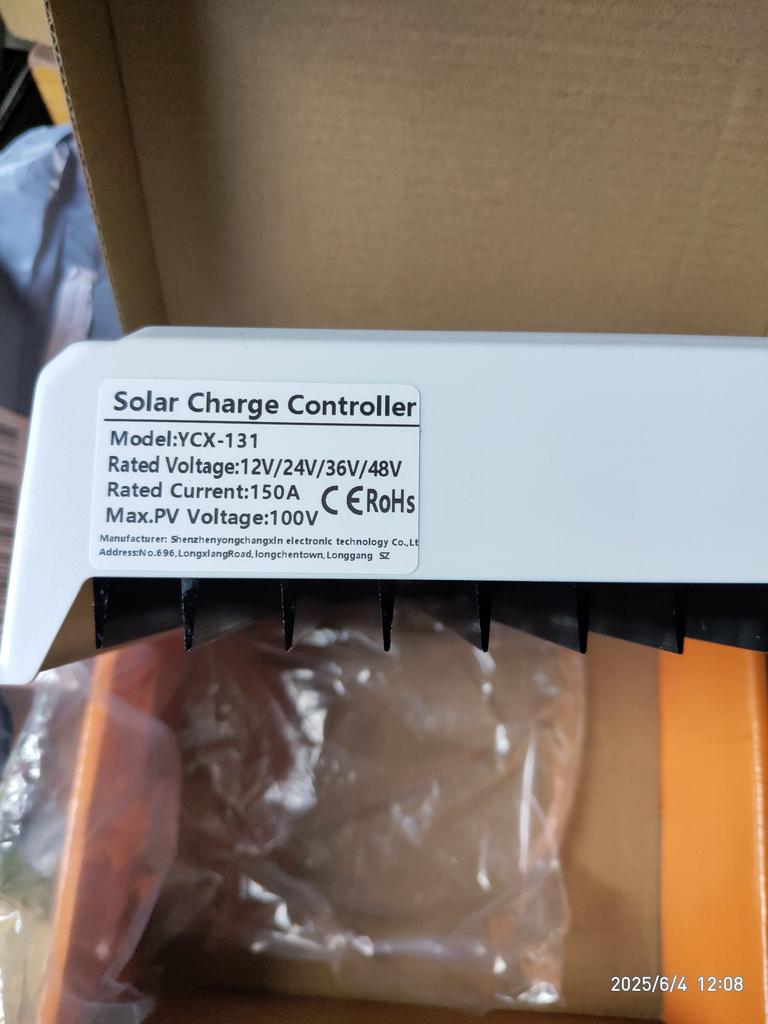 Solar Charge Controller
Model:YCX-131
Rated Voltage:12V/24V/36V/48V
Rated Current:150A
CE RoHs
Max.PV Voltage:100V
Manufacturer: Shenzhenyongchangxin electronic technology Co.,Lt
Address:No.696,LongxiangRoad,longchentown,Longgang SZ
2025/6/4 12:08